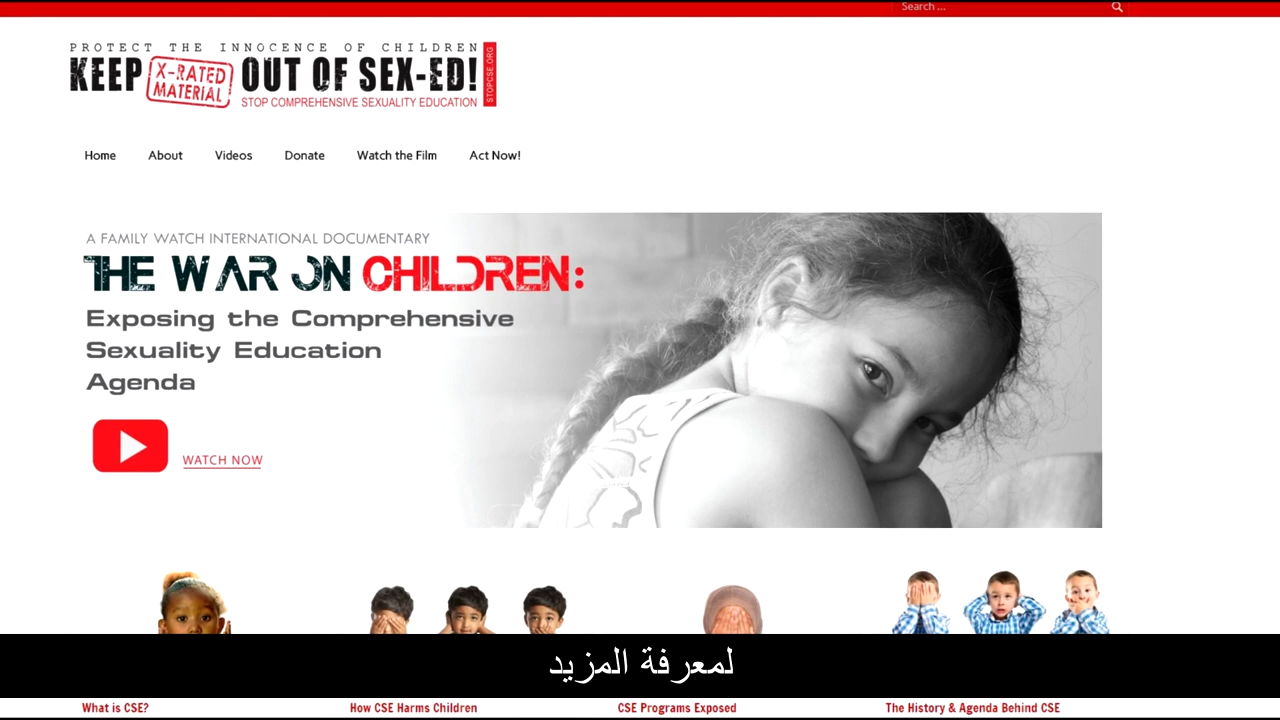 Search ...
PROTECT THE INNOCENCE OF CHILDREN
KEEP X-RATED MATERIAL OUT OF SEX-ED!
STOP COMPREHENSIVE SEXUALITY EDUCATION
STOPCSE.ORG
Home About Videos Donate Watch the Film Act Now!
A FAMILY WATCH INTERNATIONAL DOCUMENTARY
THE WAR ON CHILDREN:
Exposing the Comprehensive
Sexuality Education
Agenda
WATCH NOW
لمعرفة المزيد
What is CSE? How CSE Harms Children CSE Programs Exposed The History & Agenda Behind CSE